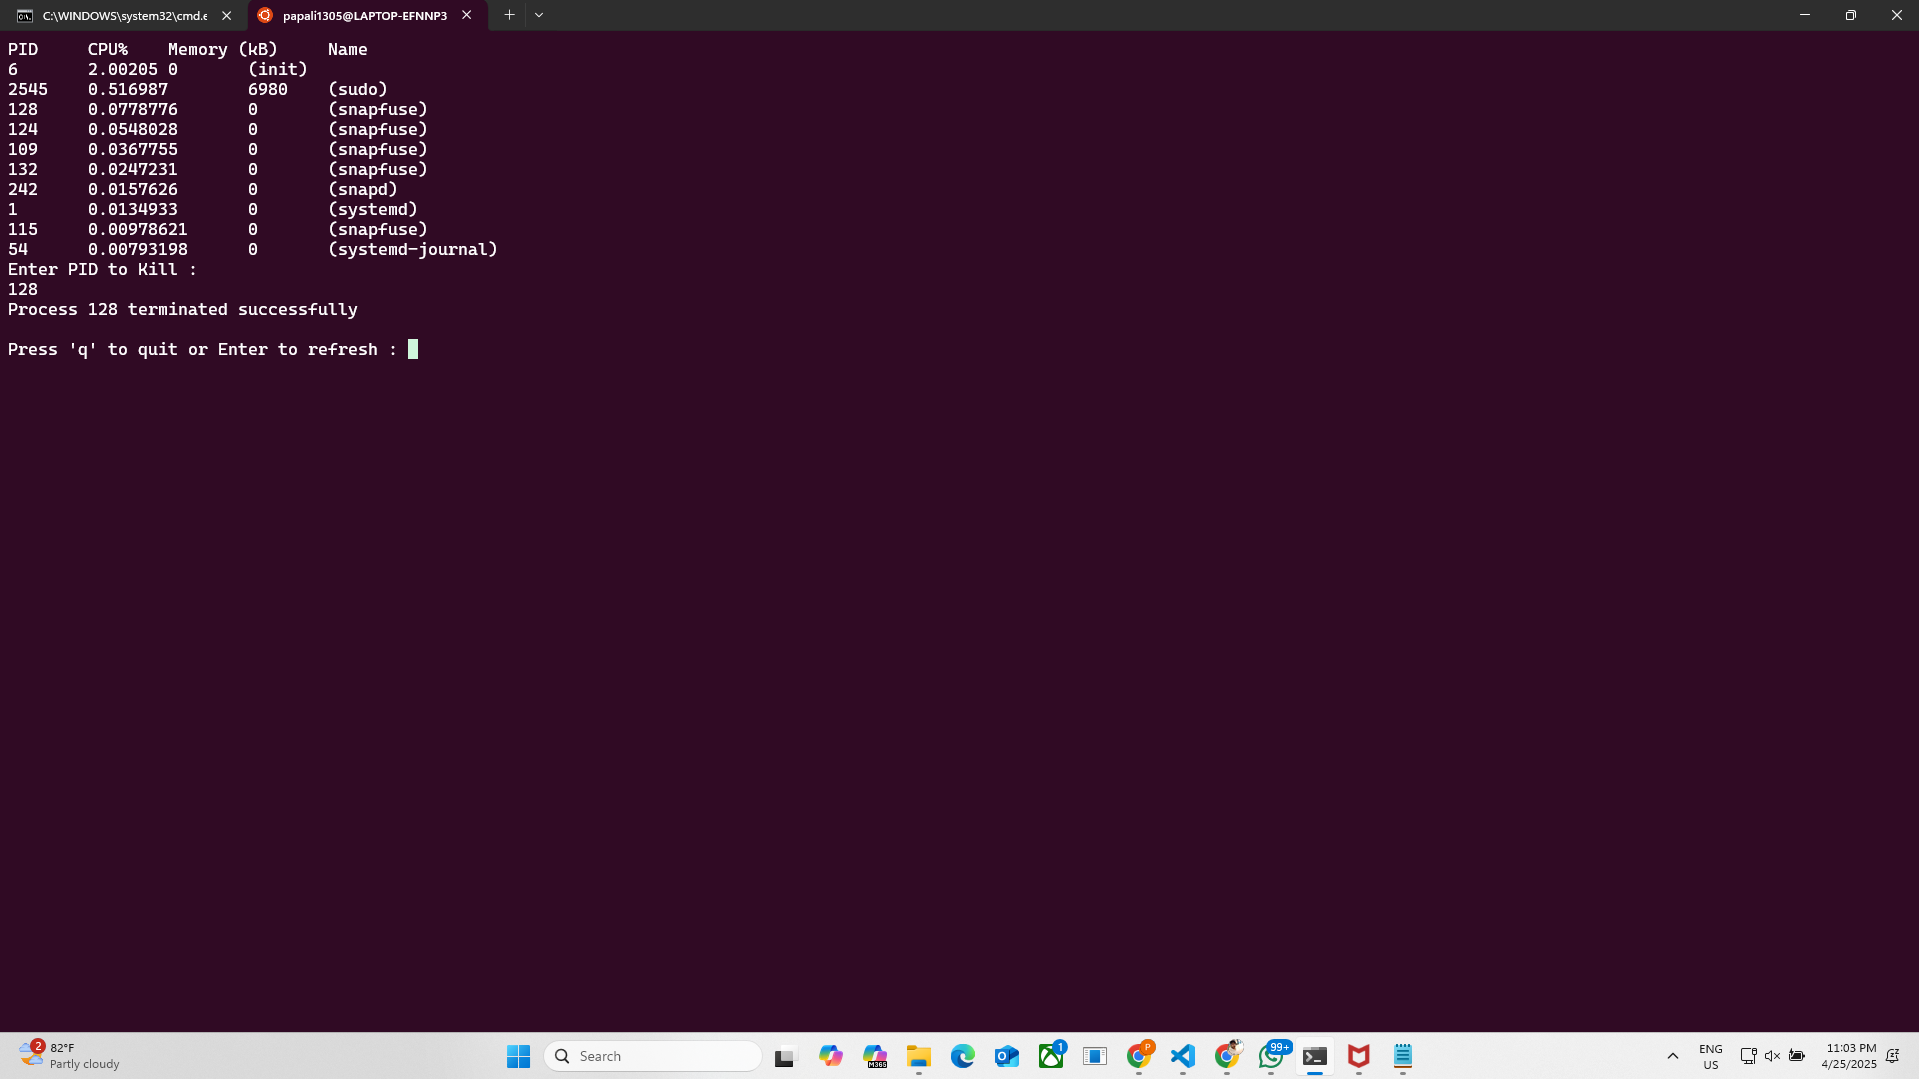 C:\WINDOWS\system32\cmd.e
papali1305@LAPTOP-EFNNP3
PID CPU% Memory (kB) Name
6 2.00205 0 (init)
2545 0.516987 6980 (sudo)
128 0.0778776 0 (snapfuse)
124 0.0548028 0 (snapfuse)
109 0.0367755 0 (snapfuse)
132 0.0247231 0 (snapfuse)
242 0.0157626 0 (snapd)
1 0.0134933 0 (systemd)
115 0.00978621 0 (snapfuse)
54 0.00793198 0 (systemd-journal)
Enter PID to Kill :
128
Process 128 terminated successfully
Press 'q' to quit or Enter to refresh :
2
82°F
Partly cloudy
Search
M365
O
1
P
99+
ENG
US
11:03 PM
4/25/2025